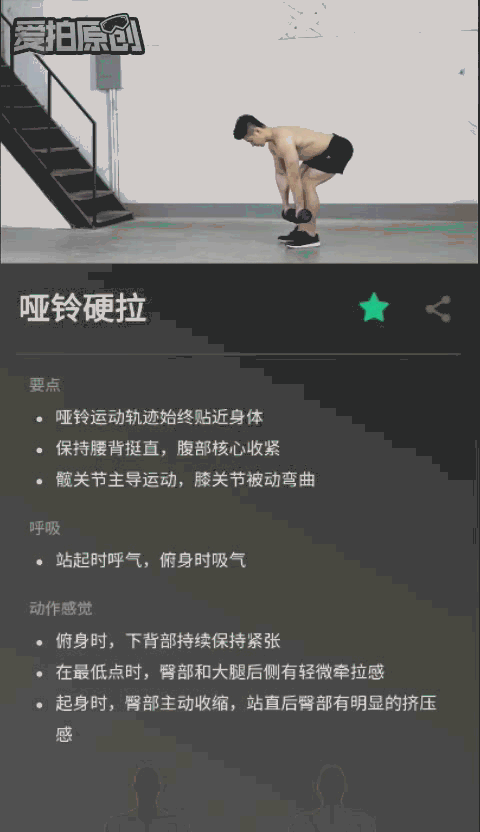 爱拍原创
哑铃硬拉
要点
哑铃运动轨迹始终贴近身体
保持腰背挺直，腹部核心收紧
髋关节主导运动，膝关节被动弯曲
呼吸
站起时呼气，俯身时吸气
动作感觉
俯身时，下背部持续保持紧张
在最低点时，臀部和大腿后侧有轻微牵拉感
起身时，臀部主动收缩，站直后臀部有明显的挤压
感